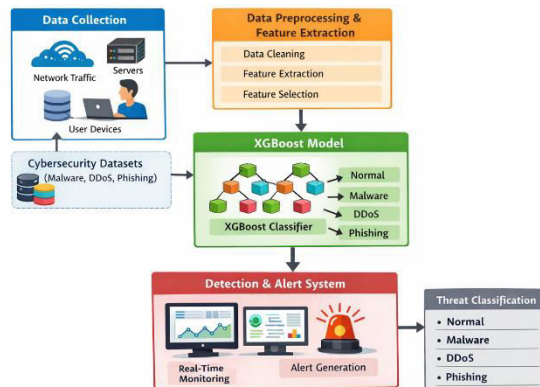 Data Collection
Network Traffic
Servers
User Devices
Data Preprocessing &
Feature Extraction
Data Cleaning
Feature Extraction
Feature Selection
Cybersecurity Datasets
(Malware, DDoS, Phishing)
XGBoost Model
XGBoost Classifier
Normal
Malware
DDoS
Phishing
Detection & Alert System
Real-Time
Monitoring
Alert Generation
Threat Classification
• Normal
• Malware
• DDoS
• Phishing